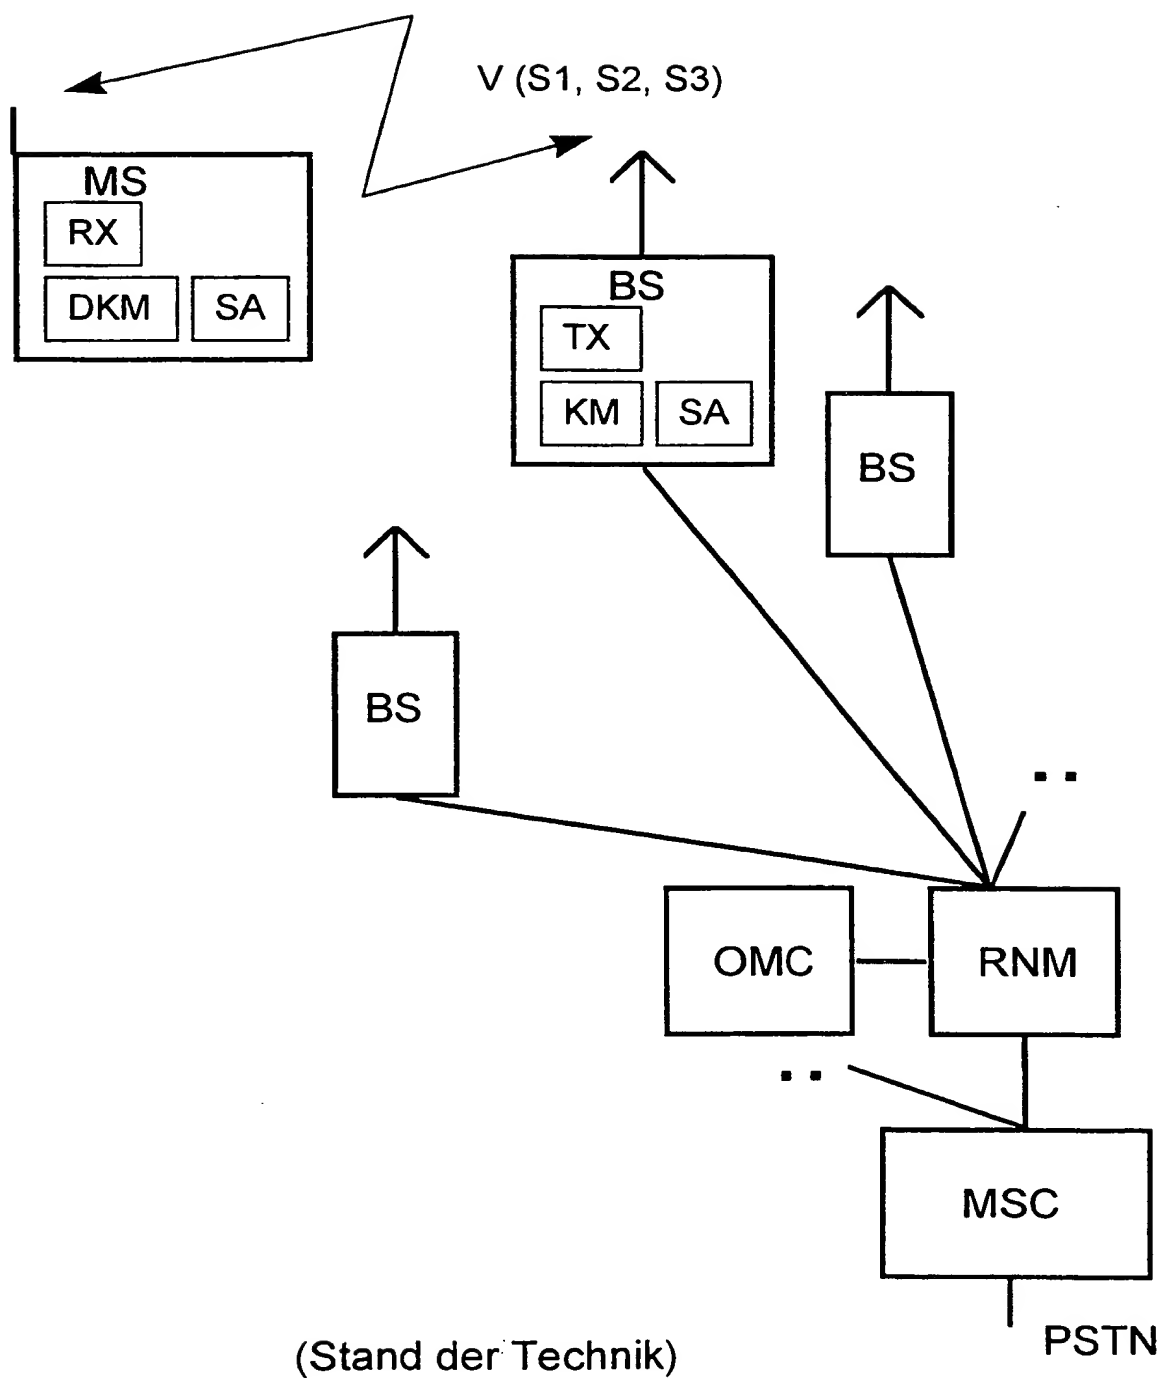 V (S1, S2, S3)
MS
RX
DKM
SA
BS
TX
KM
SA
BS
BS
OMC
RNM
MSC
PSTN
(Stand der Technik)